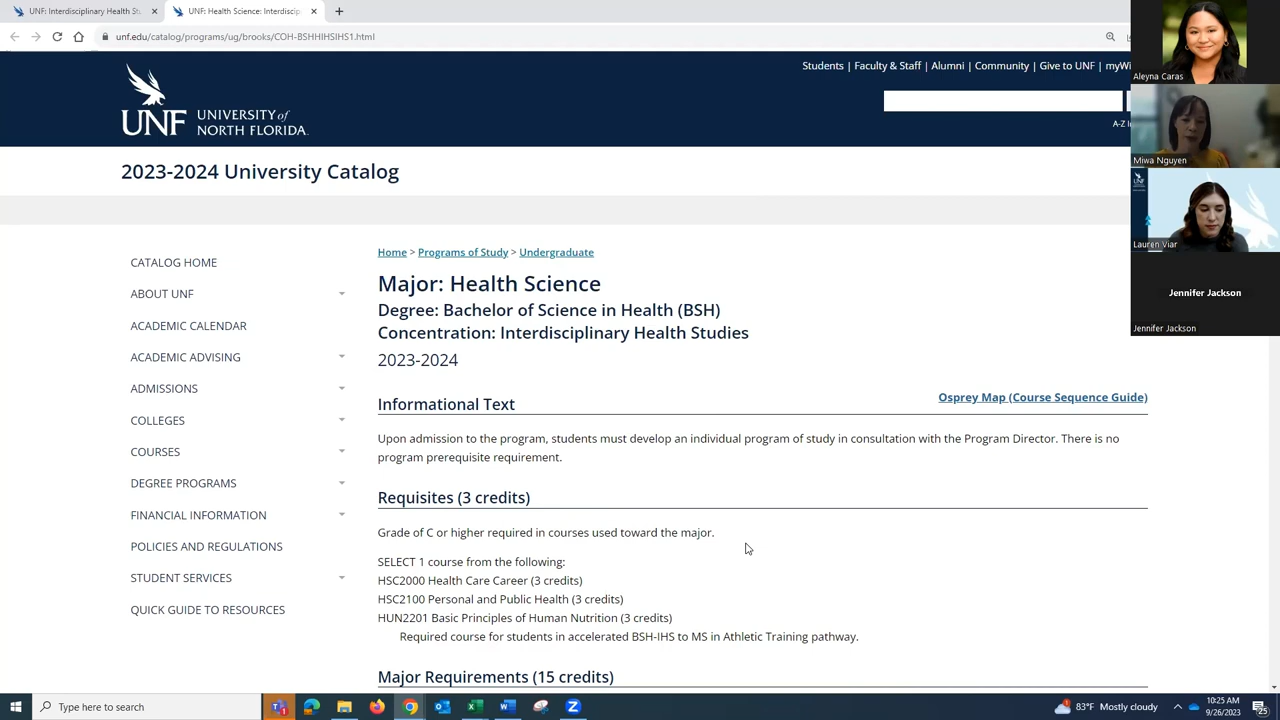 UNF: Interdisciplinary Health St
UNF: Health Science: Interdiscip
unf.edu/catalog/programs/ug/brooks/COH-BSHHIHSIHS1.html
Students | Faculty & Staff | Alumni | Community | Give to UNF | myWi
UNF
UNIVERSITY of
NORTH FLORIDA
A-Z I
2023-2024 University Catalog
CATALOG HOME
ABOUT UNF
ACADEMIC CALENDAR
ACADEMIC ADVISING
ADMISSIONS
COLLEGES
COURSES
DEGREE PROGRAMS
FINANCIAL INFORMATION
POLICIES AND REGULATIONS
STUDENT SERVICES
QUICK GUIDE TO RESOURCES
Home > Programs of Study > Undergraduate
Major: Health Science
Degree: Bachelor of Science in Health (BSH)
Concentration: Interdisciplinary Health Studies
2023-2024
Osprey Map (Course Sequence Guide)
Informational Text
Upon admission to the program, students must develop an individual program of study in consultation with the Program Director. There is no
program prerequisite requirement.
Requisites (3 credits)
Grade of C or higher required in courses used toward the major.
SELECT 1 course from the following:
HSC2000 Health Care Career (3 credits)
HSC2100 Personal and Public Health (3 credits)
HUN2201 Basic Principles of Human Nutrition (3 credits)
Required course for students in accelerated BSH-IHS to MS in Athletic Training pathway.
Major Requirements (15 credits)
Aleyna Caras
Miwa Nguyen
UNF
Lauren Viar
Jennifer Jackson
Jennifer Jackson
Type here to search
83°F Mostly cloudy
10:25 AM
9/26/2023
25